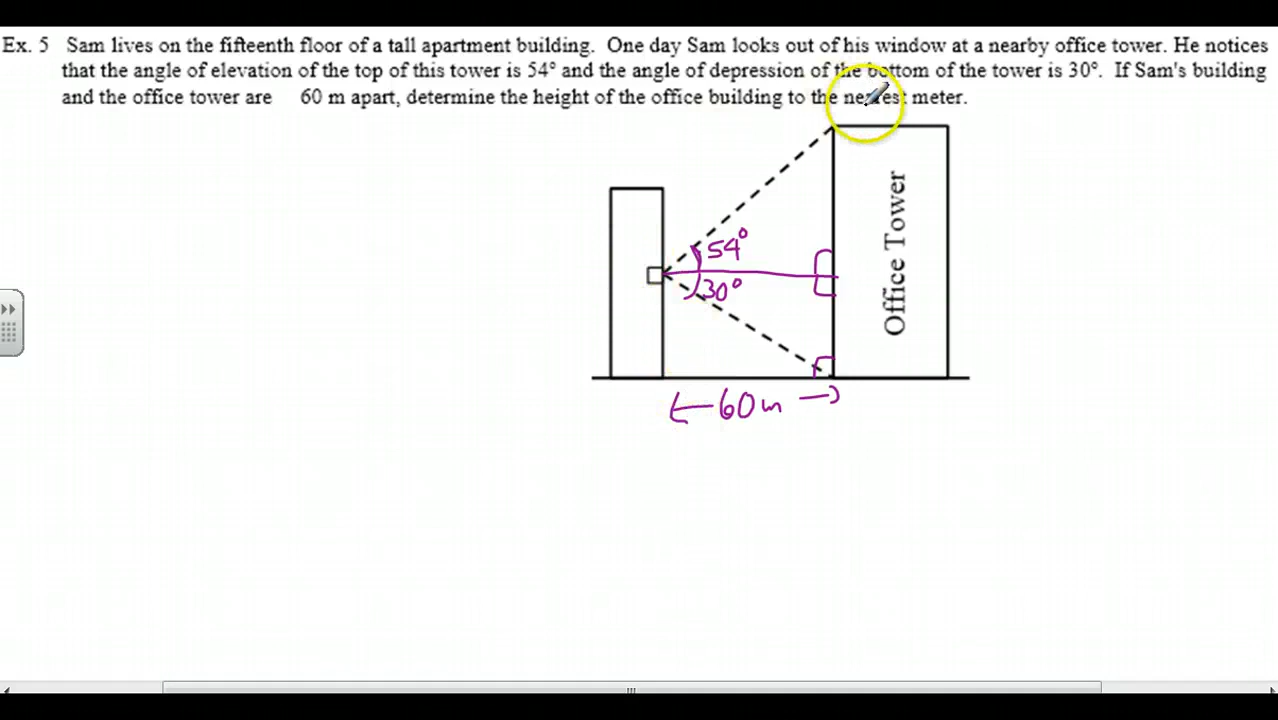 Ex. 5 Sam lives on the fifteenth floor of a tall apartment building. One day Sam looks out of his window at a nearby office tower. He notices
that the angle of elevation of the top of this tower is 54° and the angle of depression of the bottom of the tower is 30°. If Sam's building
and the office tower are 60 m apart, determine the height of the office building to the nearest meter.
54°
30°
Office Tower
60m